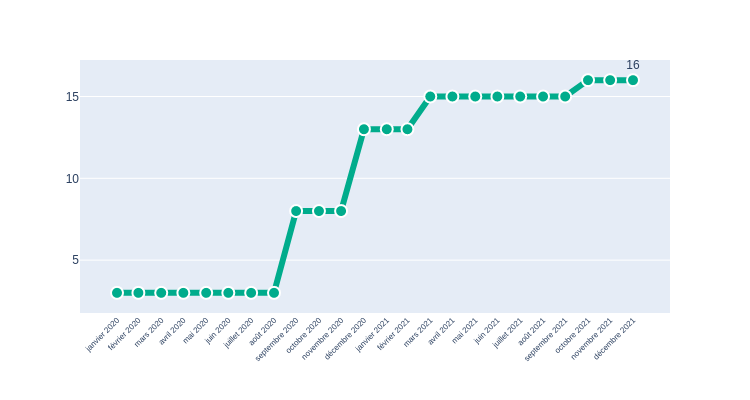 16
15
10
5
janvier 2020
février 2020
mars 2020
avril 2020
mai 2020
juin 2020
juillet 2020
août 2020
septembre 2020
octobre 2020
novembre 2020
décembre 2020
janvier 2021
février 2021
mars 2021
avril 2021
mai 2021
juin 2021
juillet 2021
août 2021
septembre 2021
octobre 2021
novembre 2021
décembre 2021